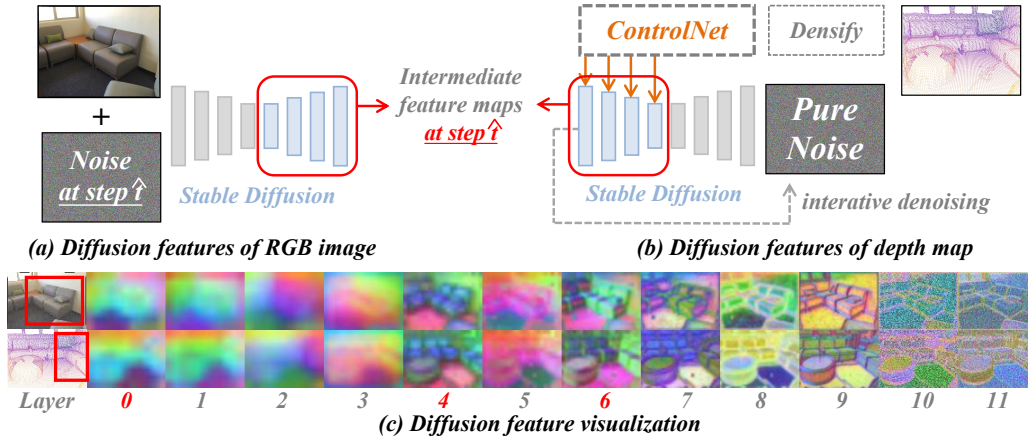 +
Noise
at step t̂
Stable Diffusion
(a) Diffusion features of RGB image
Intermediate
feature maps
at step t̂
ControlNet
Densify
Pure
Noise
Stable Diffusion
interative denoising
(b) Diffusion features of depth map
Layer 0 1 2 3 4 5 6 7 8 9 10 11
(c) Diffusion feature visualization